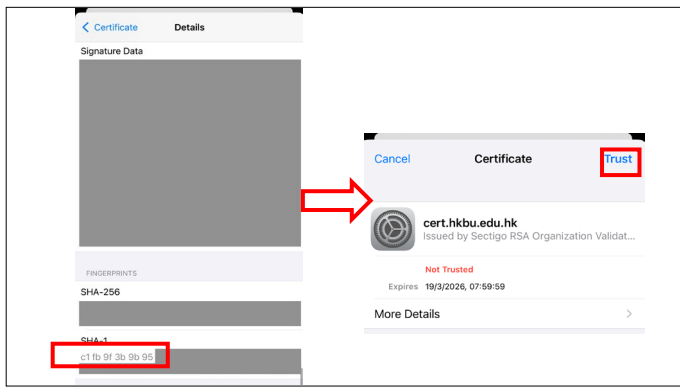 Certificate
Details
Signature Data
FINGERPRINTS
SHA-256
SHA-1
c1 fb 9f 3b 9b 95
Cancel
Certificate
Trust
cert.hkbu.edu.hk
Issued by Sectigo RSA Organization Validat...
Not Trusted
Expires 19/3/2026, 07:59:59
More Details